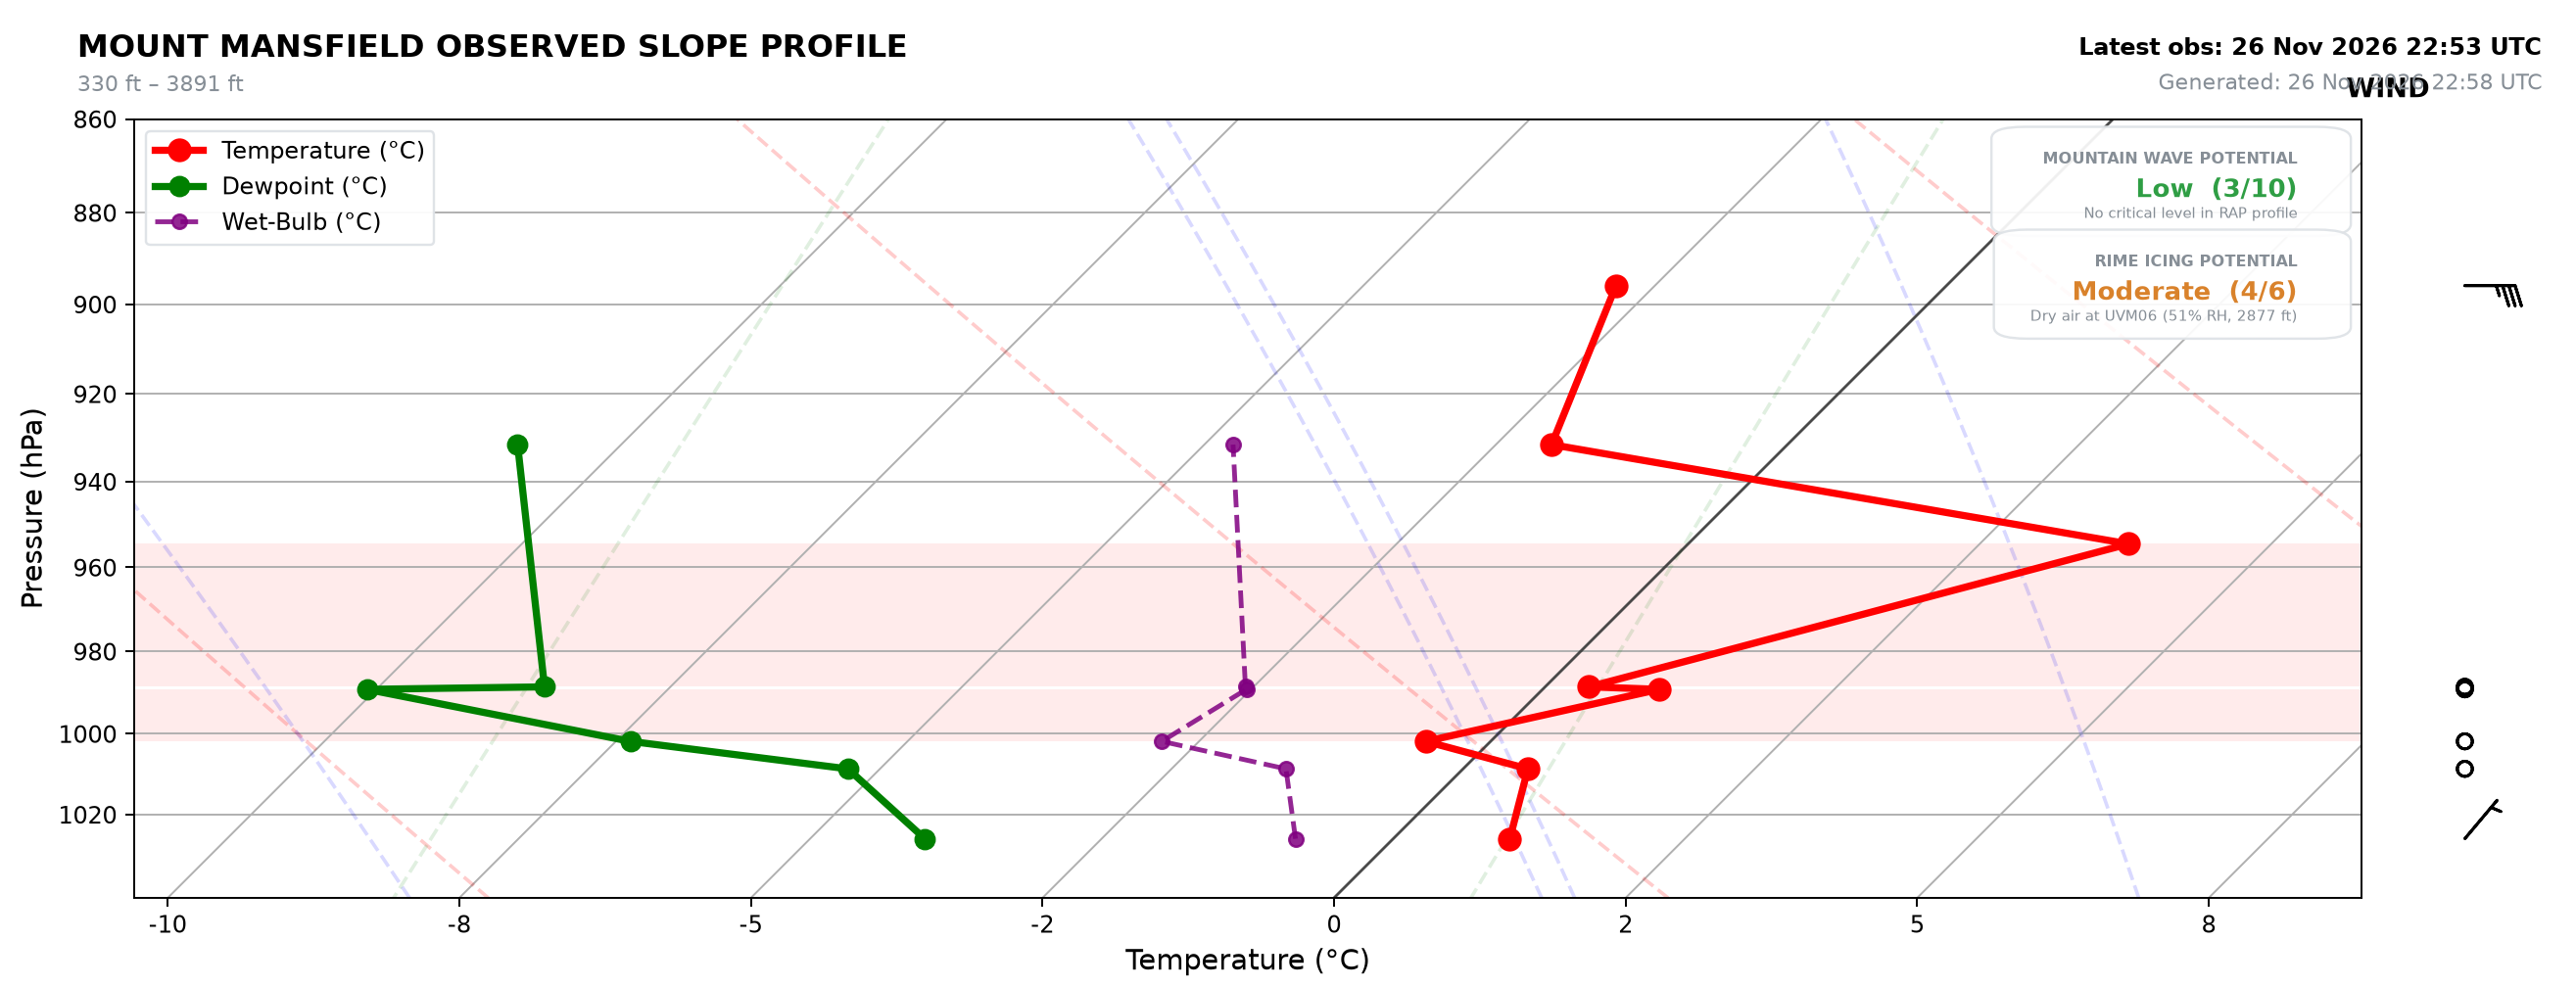 MOUNT MANSFIELD OBSERVED SLOPE PROFILE
330 ft – 3891 ft
Latest obs: 26 Nov 2026 22:53 UTC
Generated: 26 Nov 2026 22:58 UTC
WIND
Temperature (°C)
Dewpoint (°C)
Wet-Bulb (°C)
MOUNTAIN WAVE POTENTIAL
Low (3/10)
No critical level in RAP profile
RIME ICING POTENTIAL
Moderate (4/6)
Dry air at UVM06 (51% RH, 2877 ft)
Pressure (hPa)
860
880
900
920
940
960
980
1000
1020
-10 -8 -5 -2 0 2 5 8
Temperature (°C)